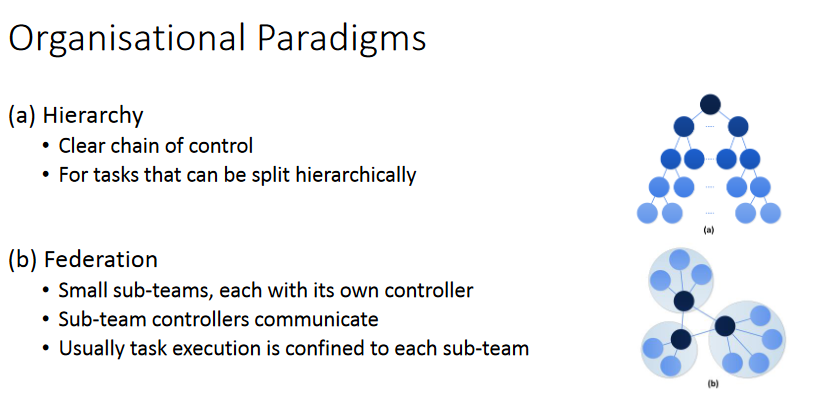 Organisational Paradigms
(a) Hierarchy
• Clear chain of control
• For tasks that can be split hierarchically
(a)
(b) Federation
• Small sub-teams, each with its own controller
• Sub-team controllers communicate
• Usually task execution is confined to each sub-team
(b)